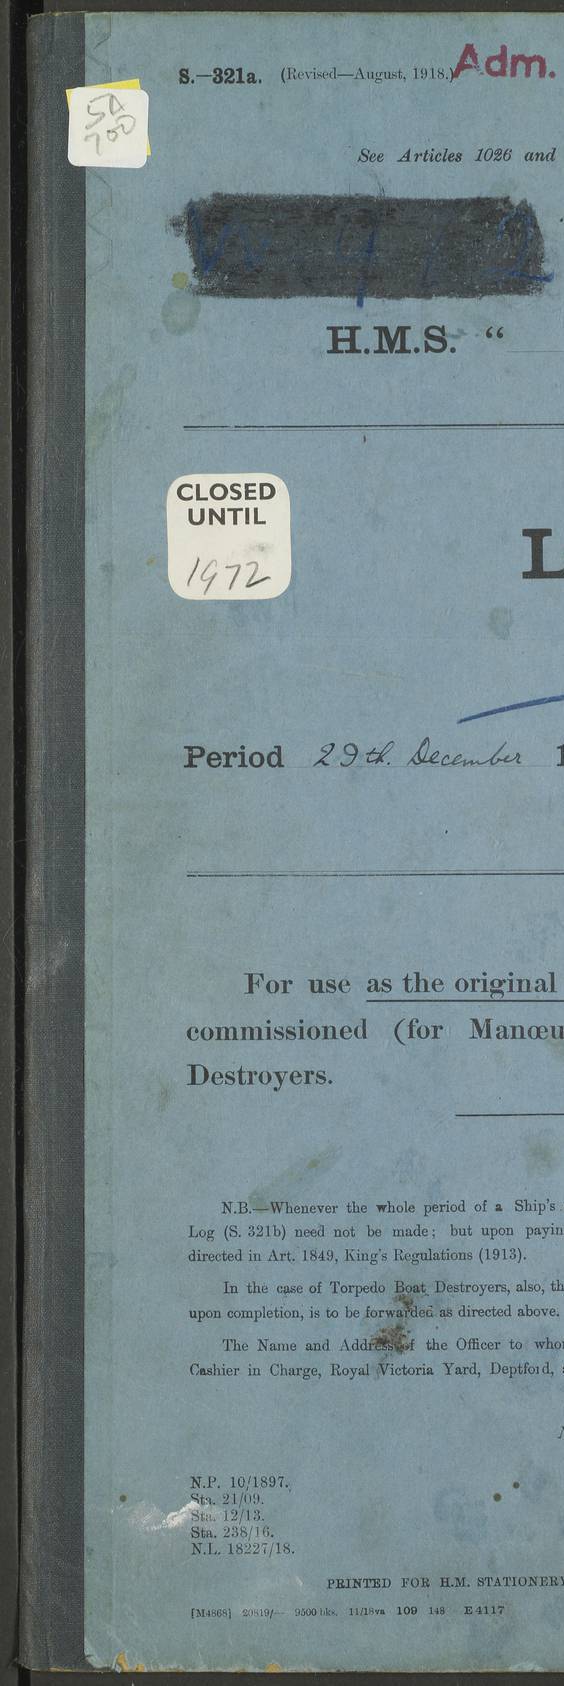 S.—321a. (Revised—August, 1918.) Adm.
See Articles 1026 and
H.M.S. “
CLOSED
UNTIL
1972
L
Period 29th. December 1
For use as the original
commissioned (for Manœu
Destroyers.
N.B.—Whenever the whole period of a Ship's
Log (S. 321b) need not be made; but upon payin
directed in Art. 1849, King's Regulations (1913).
In the case of Torpedo Boat Destroyers, also, th
upon completion, is to be forwarded as directed above.
The Name and Address of the Officer to whom
Cashier in Charge, Royal Victoria Yard, Deptford,
N.P. 10/1897.
Sta. 21/09.
Sta. 12/13.
Sta. 238/16.
N.L. 18227/18.
PRINTED FOR H.M. STATIONERY
[M4868] 20819/— 9500 bks. 11/18va 109 148 E4117